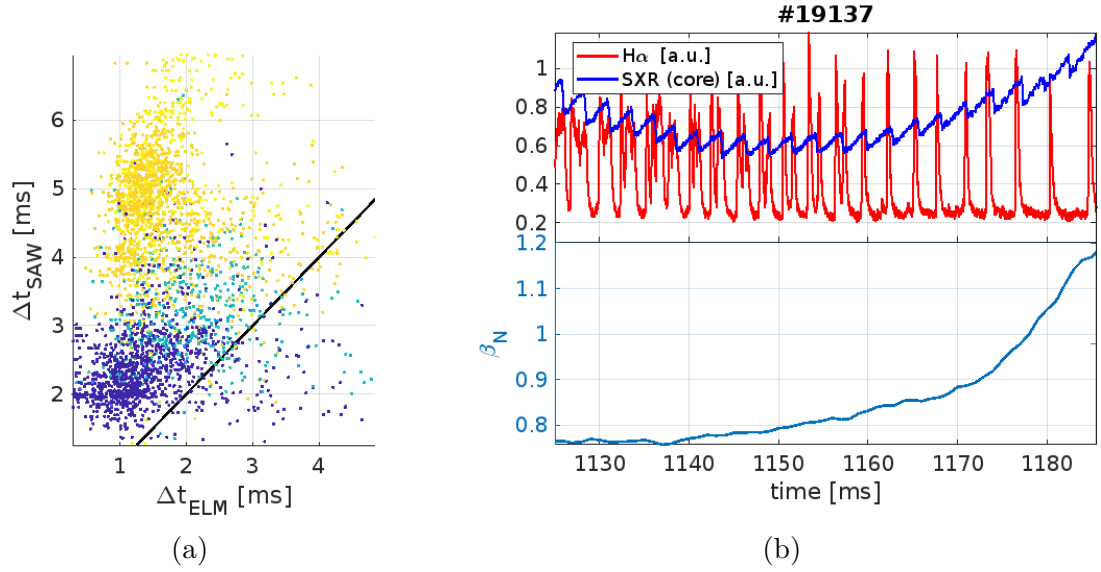 #19137
Hα [a.u.]
SXR (core) [a.u.]
6
5
4
3
2
Δt_SAW [ms]
1 2 3 4
Δt_ELM [ms]
1
0.8
0.6
0.4
0.2
1.2
1.1
1
0.9
0.8
β_N
1130 1140 1150 1160 1170 1180
time [ms]
(a)
(b)